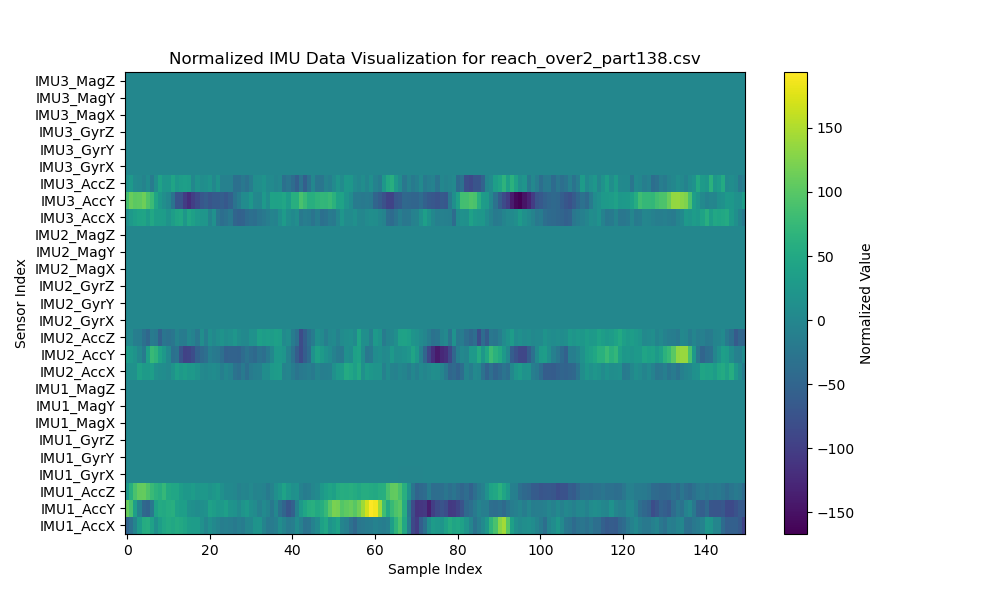 Normalized IMU Data Visualization for reach_over2_part138.csv
IMU3_MagZ
IMU3_MagY
IMU3_MagX
IMU3_GyrZ
IMU3_GyrY
IMU3_GyrX
IMU3_AccZ
IMU3_AccY
IMU3_AccX
IMU2_MagZ
IMU2_MagY
IMU2_MagX
IMU2_GyrZ
IMU2_GyrY
IMU2_GyrX
IMU2_AccZ
IMU2_AccY
IMU2_AccX
IMU1_MagZ
IMU1_MagY
IMU1_MagX
IMU1_GyrZ
IMU1_GyrY
IMU1_GyrX
IMU1_AccZ
IMU1_AccY
IMU1_AccX
Sensor Index
0 20 40 60 80 100 120 140
Sample Index
150
100
50
0
−50
−100
−150
Normalized Value